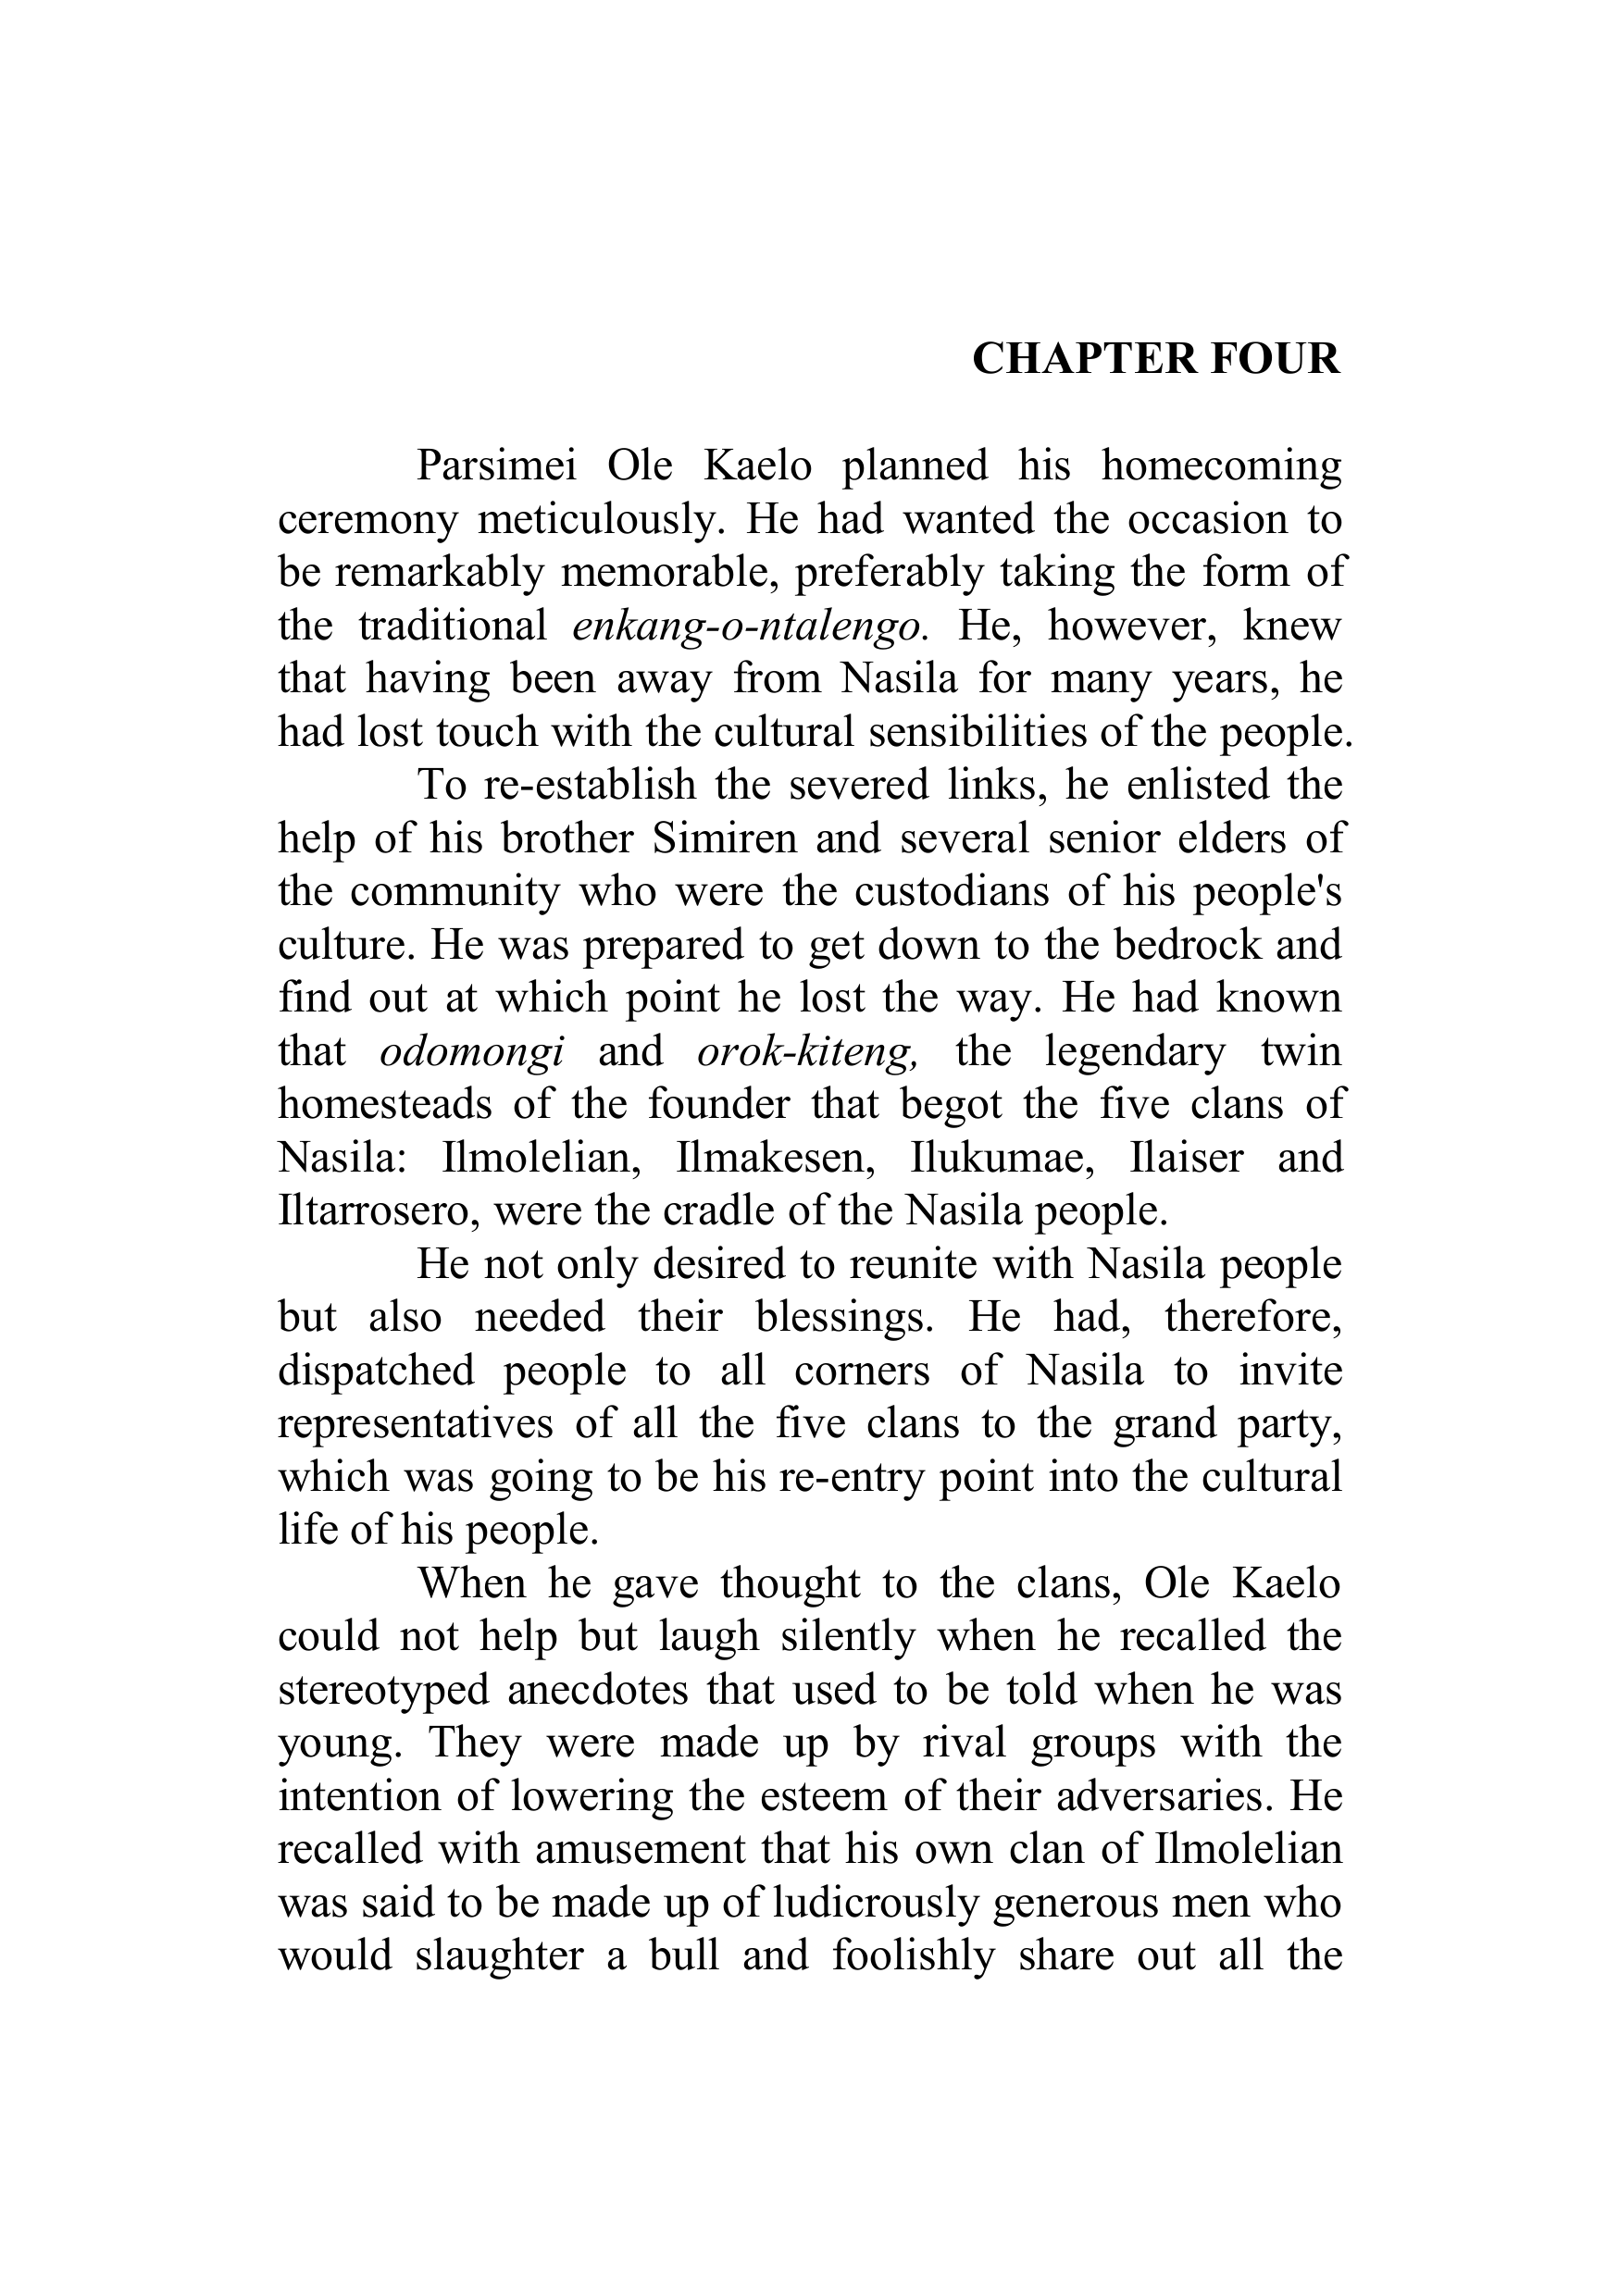 CHAPTER FOUR
Parsimei Ole Kaelo planned his homecoming
ceremony meticulously. He had wanted the occasion to
be remarkably memorable, preferably taking the form of
the traditional enkang-o-ntalengo. He, however, knew
that having been away from Nasila for many years, he
had lost touch with the cultural sensibilities of the people.
To re-establish the severed links, he enlisted the
help of his brother Simiren and several senior elders of
the community who were the custodians of his people's
culture. He was prepared to get down to the bedrock and
find out at which point he lost the way. He had known
that odomongi and orok-kiteng, the legendary twin
homesteads of the founder that begot the five clans of
Nasila: Ilmolelian, Ilmakesen, Ilukumae, Ilaiser and
Iltarrosero, were the cradle of the Nasila people.
He not only desired to reunite with Nasila people
but also needed their blessings. He had, therefore,
dispatched people to all corners of Nasila to invite
representatives of all the five clans to the grand party,
which was going to be his re-entry point into the cultural
life of his people.
When he gave thought to the clans, Ole Kaelo
could not help but laugh silently when he recalled the
stereotyped anecdotes that used to be told when he was
young. They were made up by rival groups with the
intention of lowering the esteem of their adversaries. He
recalled with amusement that his own clan of Ilmolelian
was said to be made up of ludicrously generous men who
would slaughter a bull and foolishly share out all the